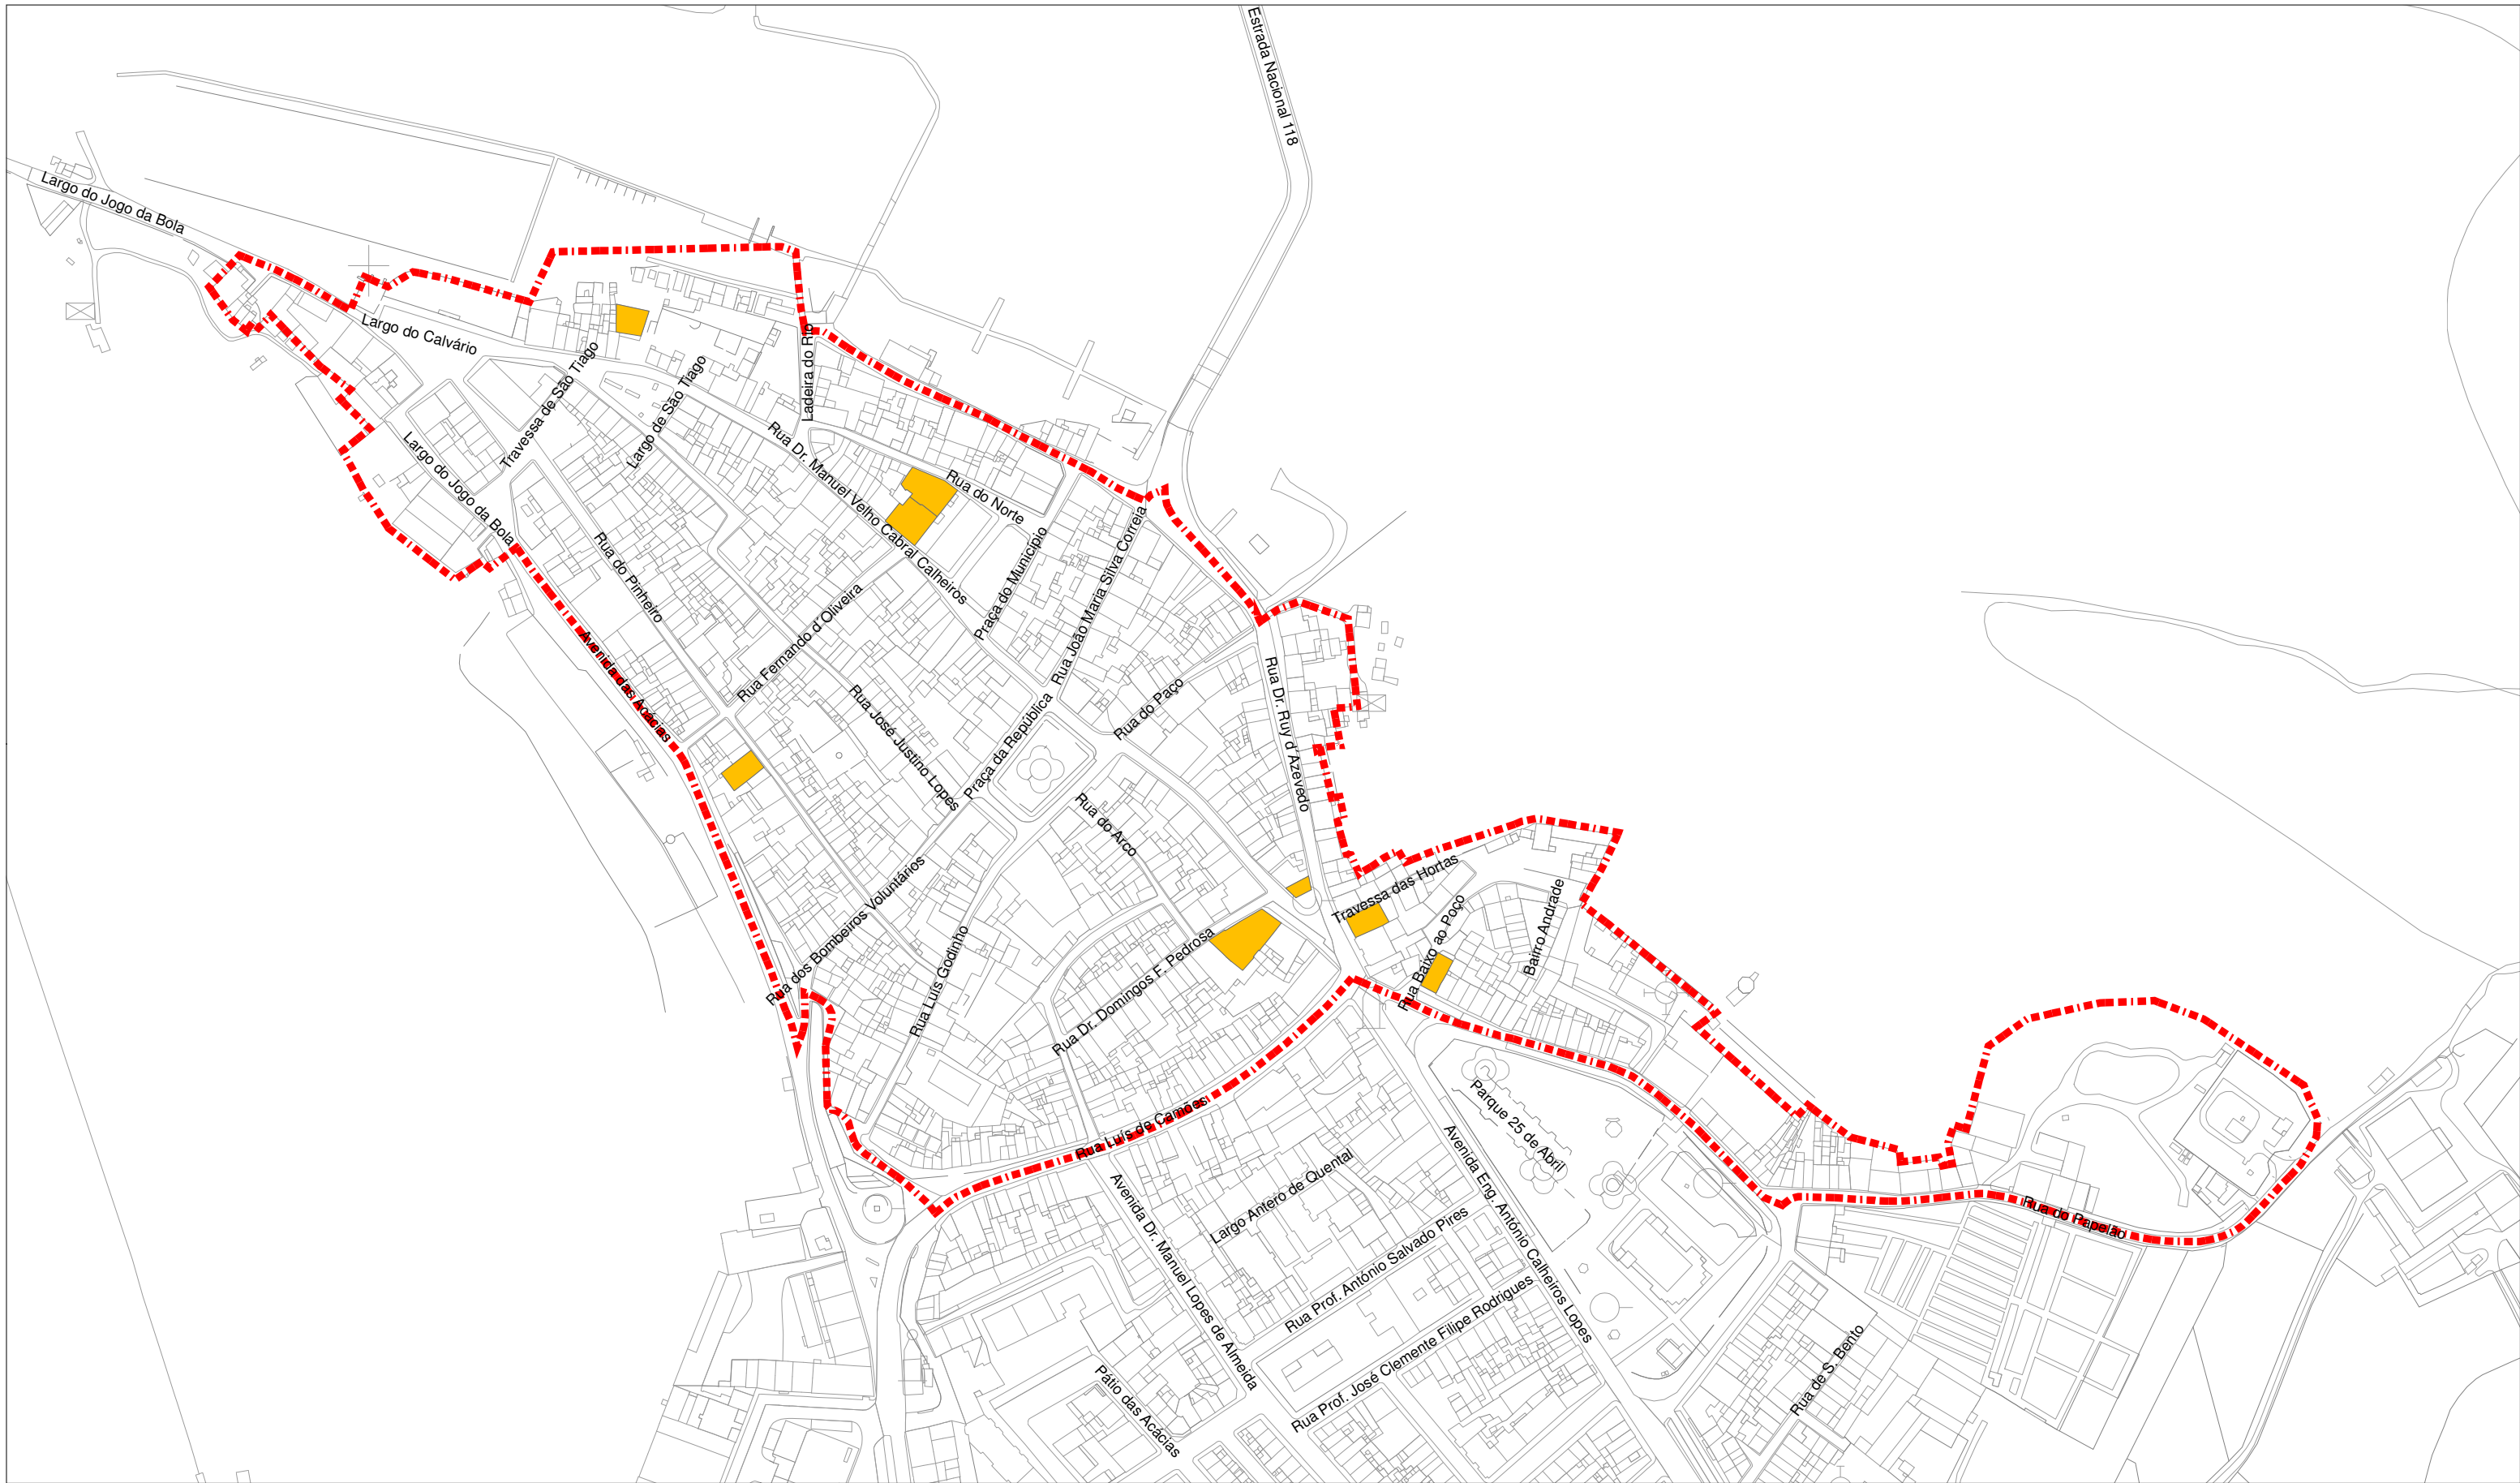 Estrada Nacional 118
Largo do Jogo da Bola
Largo do Calvário
Travessa de São Tiago
Largo de São Tiago
Ladeira do Rio
Rua Dr. Manuel Velho Cabral Calheiros
Rua do Norte
Largo do Jogo da Bola
Rua do Pinheiro
Praça do Município
Rua João Maria Silva Correia
Rua Fernando d´Oliveira
Avenida das Acácias
Rua José Justino Lopes
Praça da República
Rua do Paço
Rua Dr. Ruy d´Azevedo
Rua do Arco
Rua dos Bombeiros Voluntários
Rua Luís Godinho
Rua Dr. Domingos F. Pedrosa
Travessa das Hortas
Rua Baixo ao Poço
Bairro Andrade
Rua Luís de Camões
Parque 25 de Abril
Avenida Dr. Manuel Lopes de Almeida
Largo Antero de Quental
Avenida Eng. António Calheiros Lopes
Rua Prof. António Salvado Pires
Rua do Papelão
Rua Prof. José Clemente Filipe Rodrigues
Rua de S. Bento
Pátio das Acácias